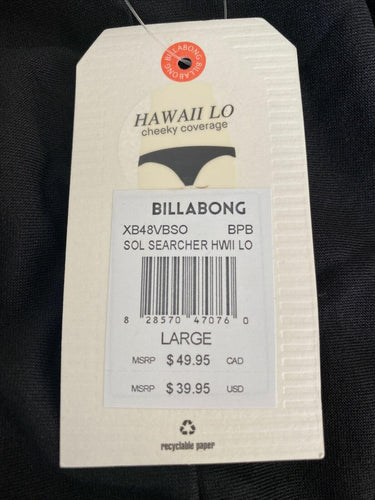 BILLABONG BILLABONG
HAWAII LO
cheeky coverage
BILLABONG
XB48VBSO BPB
SOL SEARCHER HWII LO
8 28570 47076 0
LARGE
MSRP $ 49.95 CAD
MSRP $ 39.95 USD
recyclable paper